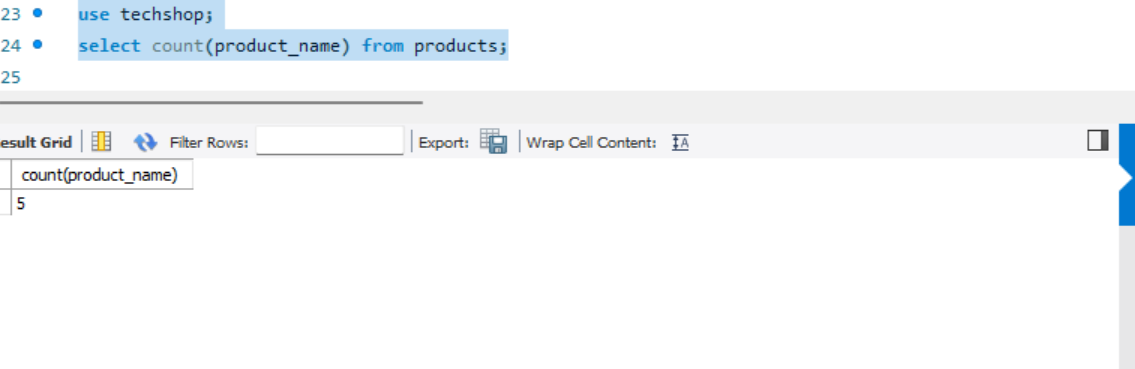 23 use techshop;
24 select count(product_name) from products;
25
esult Grid Filter Rows: Export: Wrap Cell Content: IA
count(product_name)
5